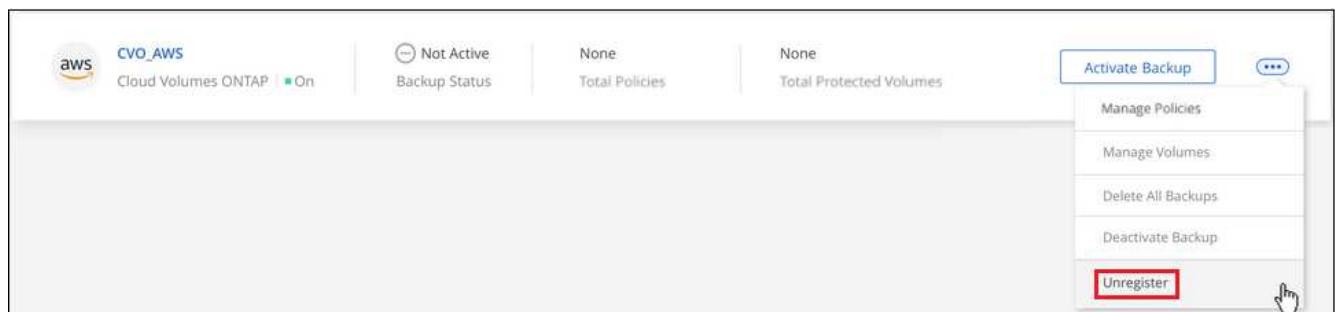 aws
CVO_AWS
Cloud Volumes ONTAP On
Not Active
Backup Status
None
Total Policies
None
Total Protected Volumes
Activate Backup
Manage Policies
Manage Volumes
Delete All Backups
Deactivate Backup
Unregister